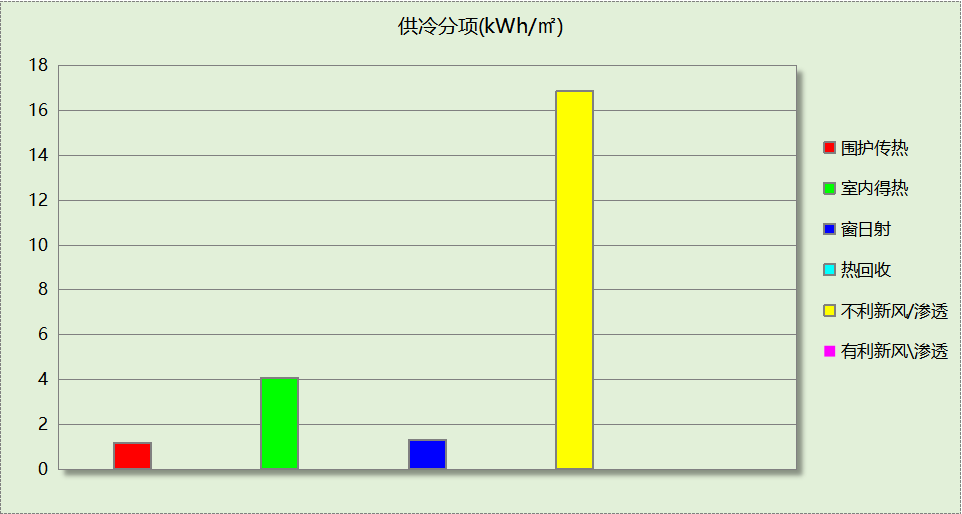 供冷分项(kWh/㎡)
18
16
14
12
10
8
6
4
2
0
围护传热
室内得热
窗日射
热回收
不利新风/渗透
有利新风\渗透